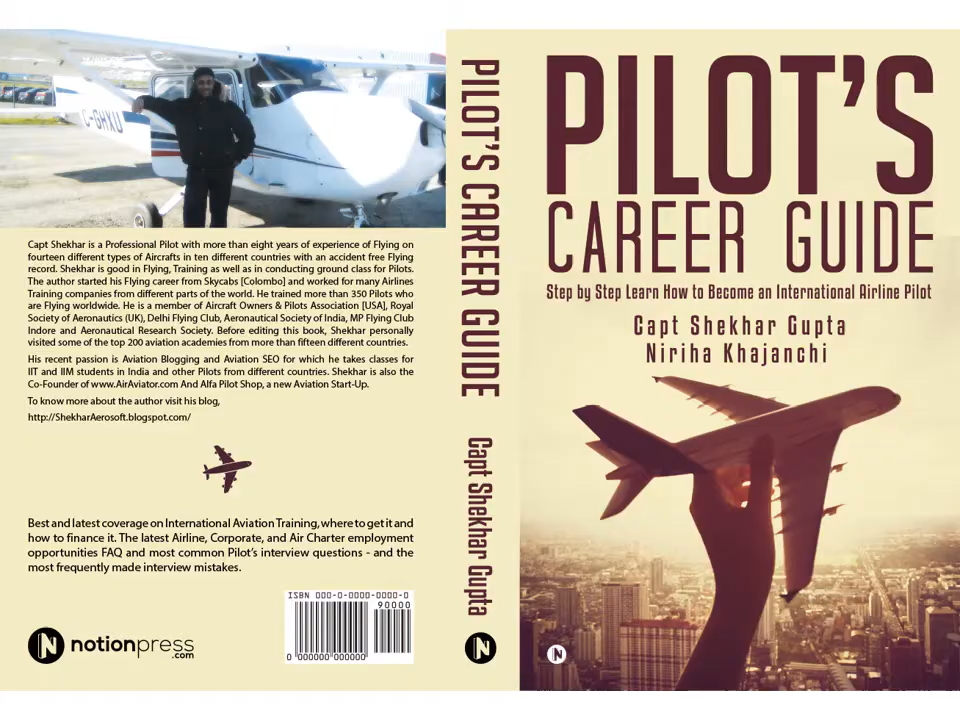 C-GHXU
Capt Shekhar is a Professional Pilot with more than eight years of experience of Flying on
fourteen different types of Aircrafts in ten different countries with an accident free Flying
record. Shekhar is good in Flying, Training as well as in conducting ground class for Pilots.
The author started his Flying career from Skycabs [Colombo] and worked for many Airlines
Training companies from different parts of the world. He trained more than 350 Pilots who
are Flying worldwide. He is a member of Aircraft Owners & Pilots Association [USA], Royal
Society of Aeronautics (UK), Delhi Flying Club, Aeronautical Society of India, MP Flying Club
Indore and Aeronautical Research Society. Before editing this book, Shekhar personally
visited some of the top 200 aviation academies from more than fifteen different countries.
His recent passion is Aviation Blogging and Aviation SEO for which he takes classes for
IIT and IIM students in India and other Pilots from different countries. Shekhar is also the
Co-Founder of www.AirAviator.com And Alfa Pilot Shop, a new Aviation Start-Up.
To know more about the author visit his blog,
http://ShekharAerosoft.blogspot.com/
Best and latest coverage on International Aviation Training, where to get it and
how to finance it. The latest Airline, Corporate, and Air Charter employment
opportunities FAQ and most common Pilot's interview questions - and the
most frequently made interview mistakes.
ISBN 000-0-0000-0000-0
90000
0 000000 000000
N notionpress
.com
PILOT'S CAREER GUIDE
Capt Shekhar Gupta
N
PILOT'S
CAREER GUIDE
Step by Step Learn How to Become an International Airline Pilot
Capt Shekhar Gupta
Niriha Khajanchi
N